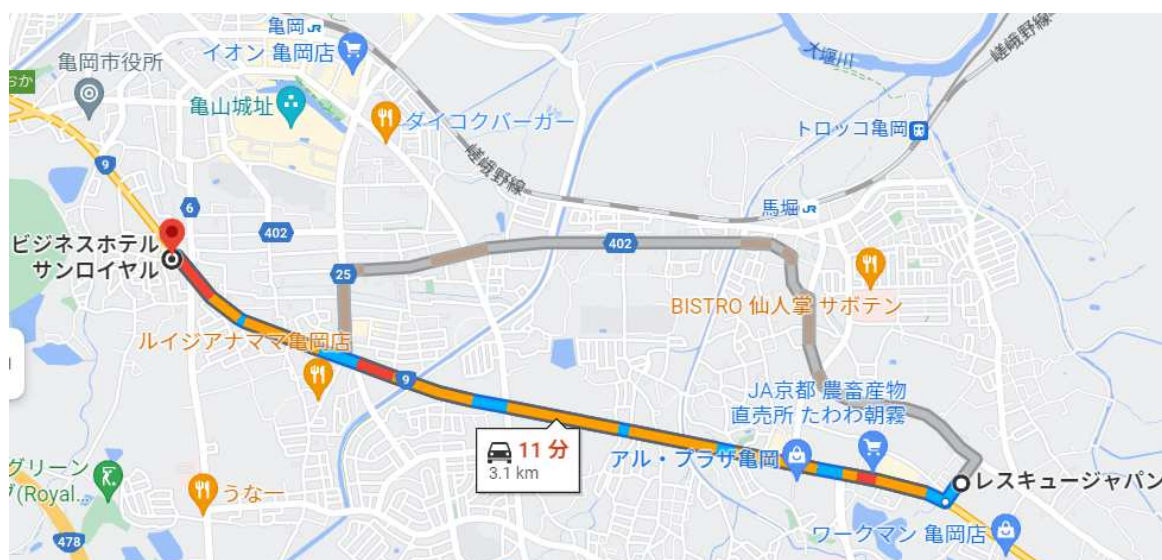 亀岡 JR
イオン 亀岡店
亀岡市役所
おか
亀山城址
ダイコクバーガー
大堰川
嵯峨野線
トロッコ亀岡
嵯峨野線
9
6
402
馬堀 JR
ビジネスホテル
サンロイヤル
402
25
BISTRO 仙人掌 サボテン
ルイジアナママ亀岡店
9
JA京都 農畜産物
直売所 たわわ朝霧
11 分
3.1 km
アル・プラザ亀岡
レスキュージャパン
グリーン
(Royal...
うな一
ワークマン 亀岡店
478